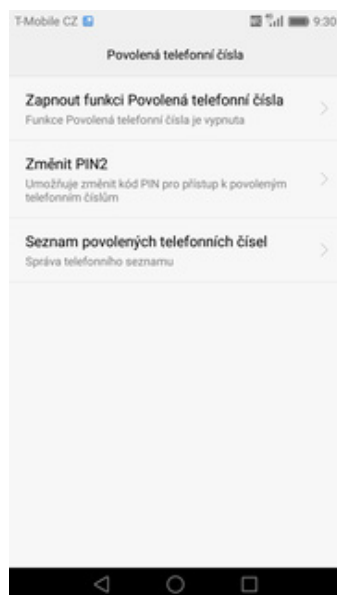 T-Mobile CZ
9:30
Povolená telefonní čísla
Zapnout funkci Povolená telefonní čísla
Funkce Povolená telefonní čísla je vypnuta
Změnit PIN2
Umožňuje změnit kód PIN pro přístup k povoleným
telefonním číslům
Seznam povolených telefonních čísel
Správa telefonního seznamu